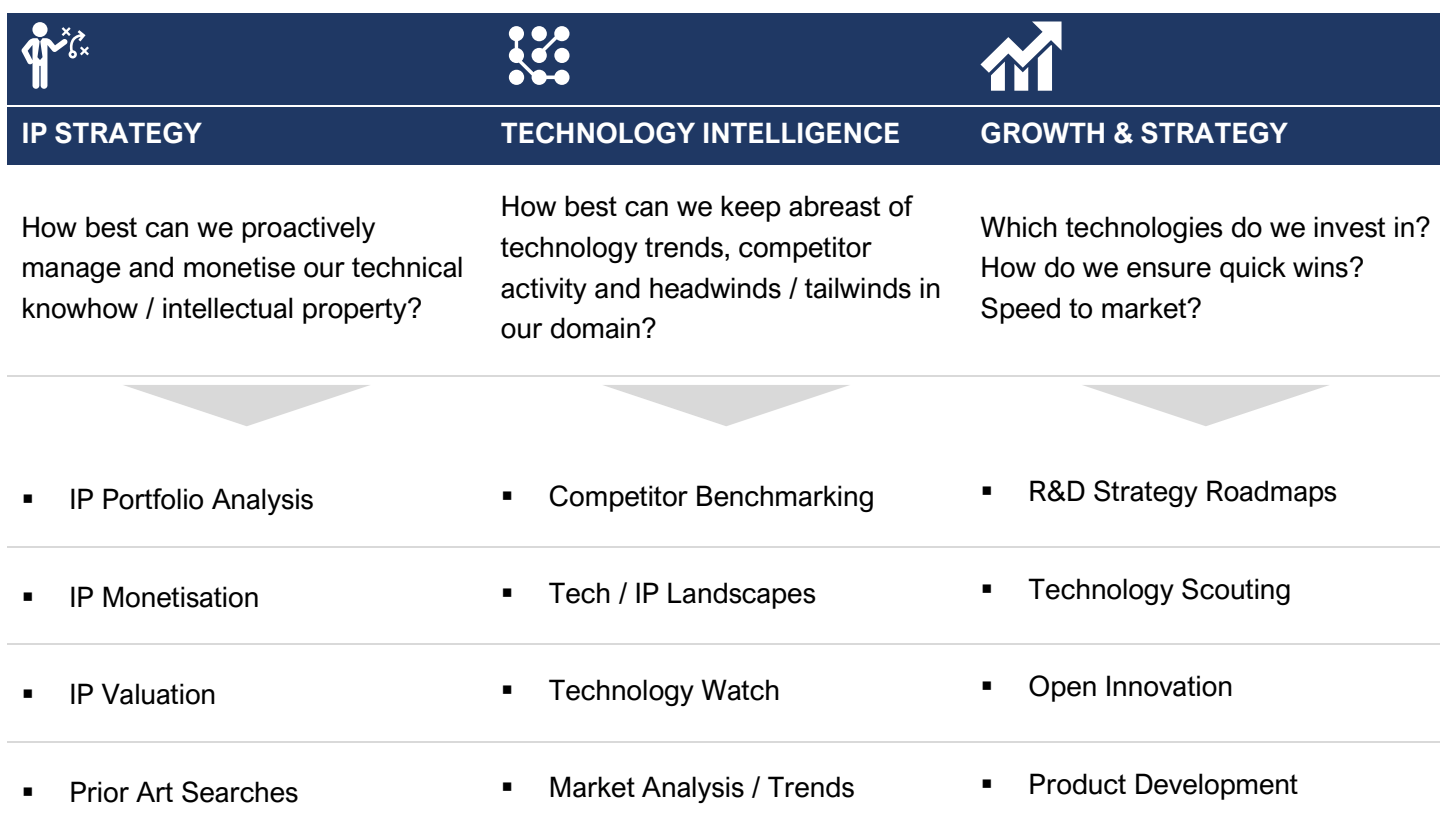 IP STRATEGY
TECHNOLOGY INTELLIGENCE
GROWTH & STRATEGY
How best can we proactively
manage and monetise our technical
knowhow / intellectual property?
How best can we keep abreast of
technology trends, competitor
activity and headwinds / tailwinds in
our domain?
Which technologies do we invest in?
How do we ensure quick wins?
Speed to market?
▪ IP Portfolio Analysis
▪ Competitor Benchmarking
▪ R&D Strategy Roadmaps
▪ IP Monetisation
▪ Tech / IP Landscapes
▪ Technology Scouting
▪ IP Valuation
▪ Technology Watch
▪ Open Innovation
▪ Prior Art Searches
▪ Market Analysis / Trends
▪ Product Development